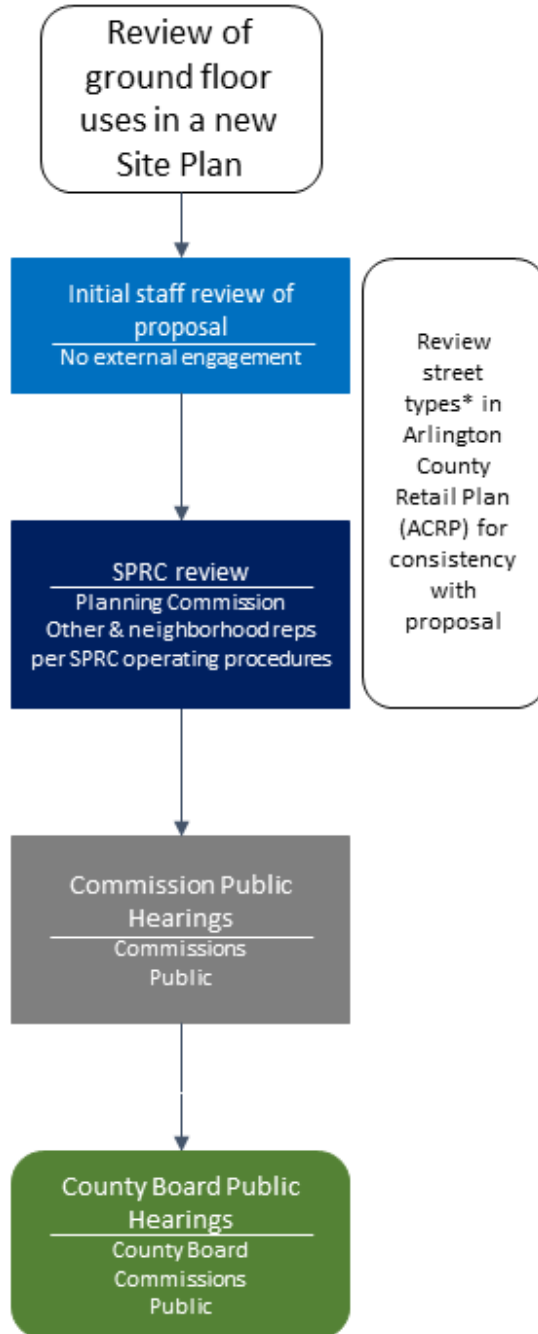 Review of
ground floor
uses in a new
Site Plan
Initial staff review of
proposal
No external engagement
Review
street
types* in
Arlington
County
Retail Plan
(ACRP) for
consistency
with
proposal
SPRC review
Planning Commission
Other & neighborhood reps
per SPRC operating procedures
Commission Public
Hearings
Commissions
Public
County Board Public
Hearings
County Board
Commissions
Public